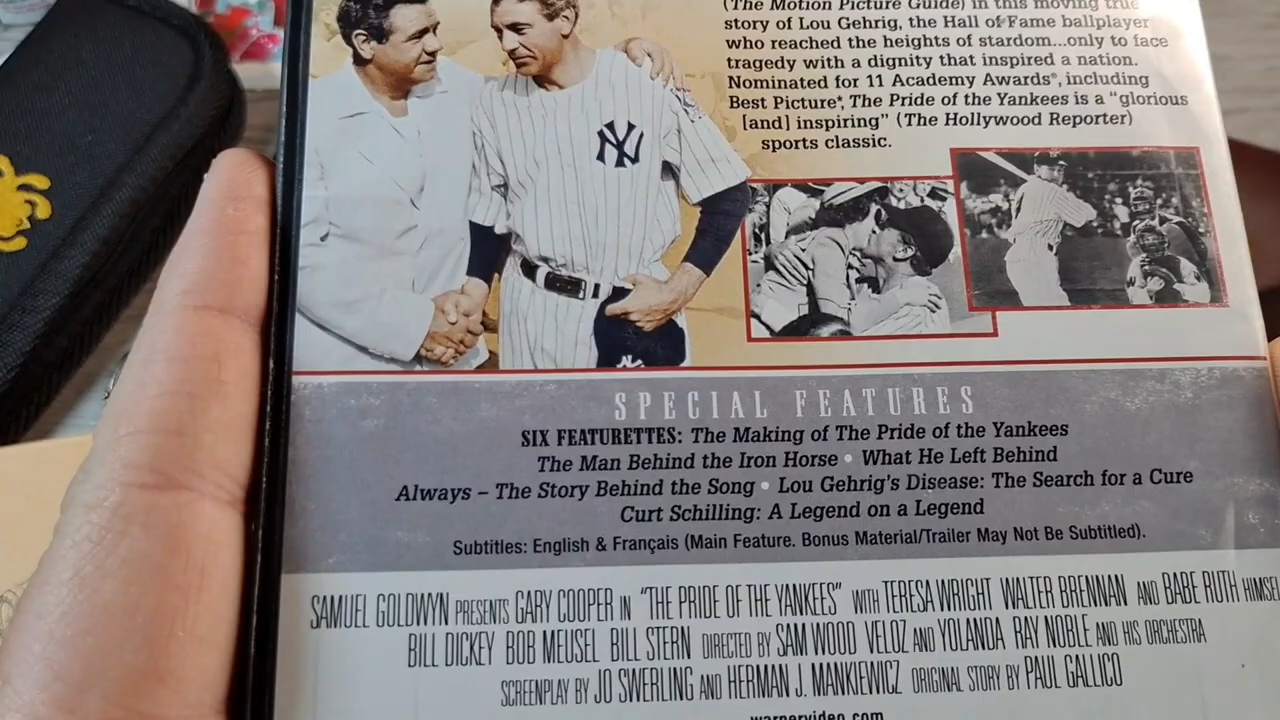 (The Motion Picture Guide) in this moving true
story of Lou Gehrig, the Hall of Fame ballplayer
who reached the heights of stardom...only to face
tragedy with a dignity that inspired a nation.
Nominated for 11 Academy Awards®, including
Best Picture*, The Pride of the Yankees is a “glorious
[and] inspiring” (The Hollywood Reporter)
sports classic.
NY
SPECIAL FEATURES
SIX FEATURETTES: The Making of The Pride of the Yankees
The Man Behind the Iron Horse • What He Left Behind
Always – The Story Behind the Song • Lou Gehrig's Disease: The Search for a Cure
Curt Schilling: A Legend on a Legend
Subtitles: English & Français (Main Feature. Bonus Material/Trailer May Not Be Subtitled).
SAMUEL GOLDWYN PRESENTS GARY COOPER IN “THE PRIDE OF THE YANKEES” WITH TERESA WRIGHT WALTER BRENNAN AND BABE RUTH HIMSEL
BILL DICKEY BOB MEUSEL BILL STERN DIRECTED BY SAM WOOD VELOZ AND YOLANDA RAY NOBLE AND HIS ORCHESTRA
SCREENPLAY BY JO SWERLING AND HERMAN J. MANKIEWICZ ORIGINAL STORY BY PAUL GALLICO
warnervideo.com